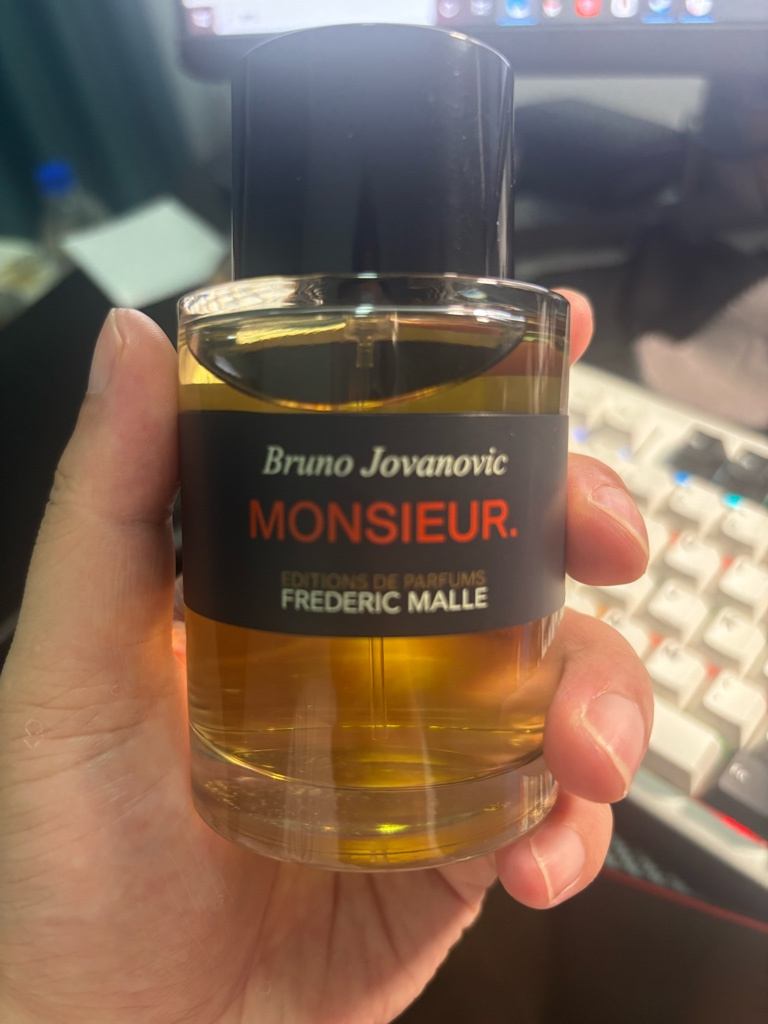 Bruno Jovanovic
MONSIEUR.
EDITIONS DE PARFUMS
FREDERIC MALLE